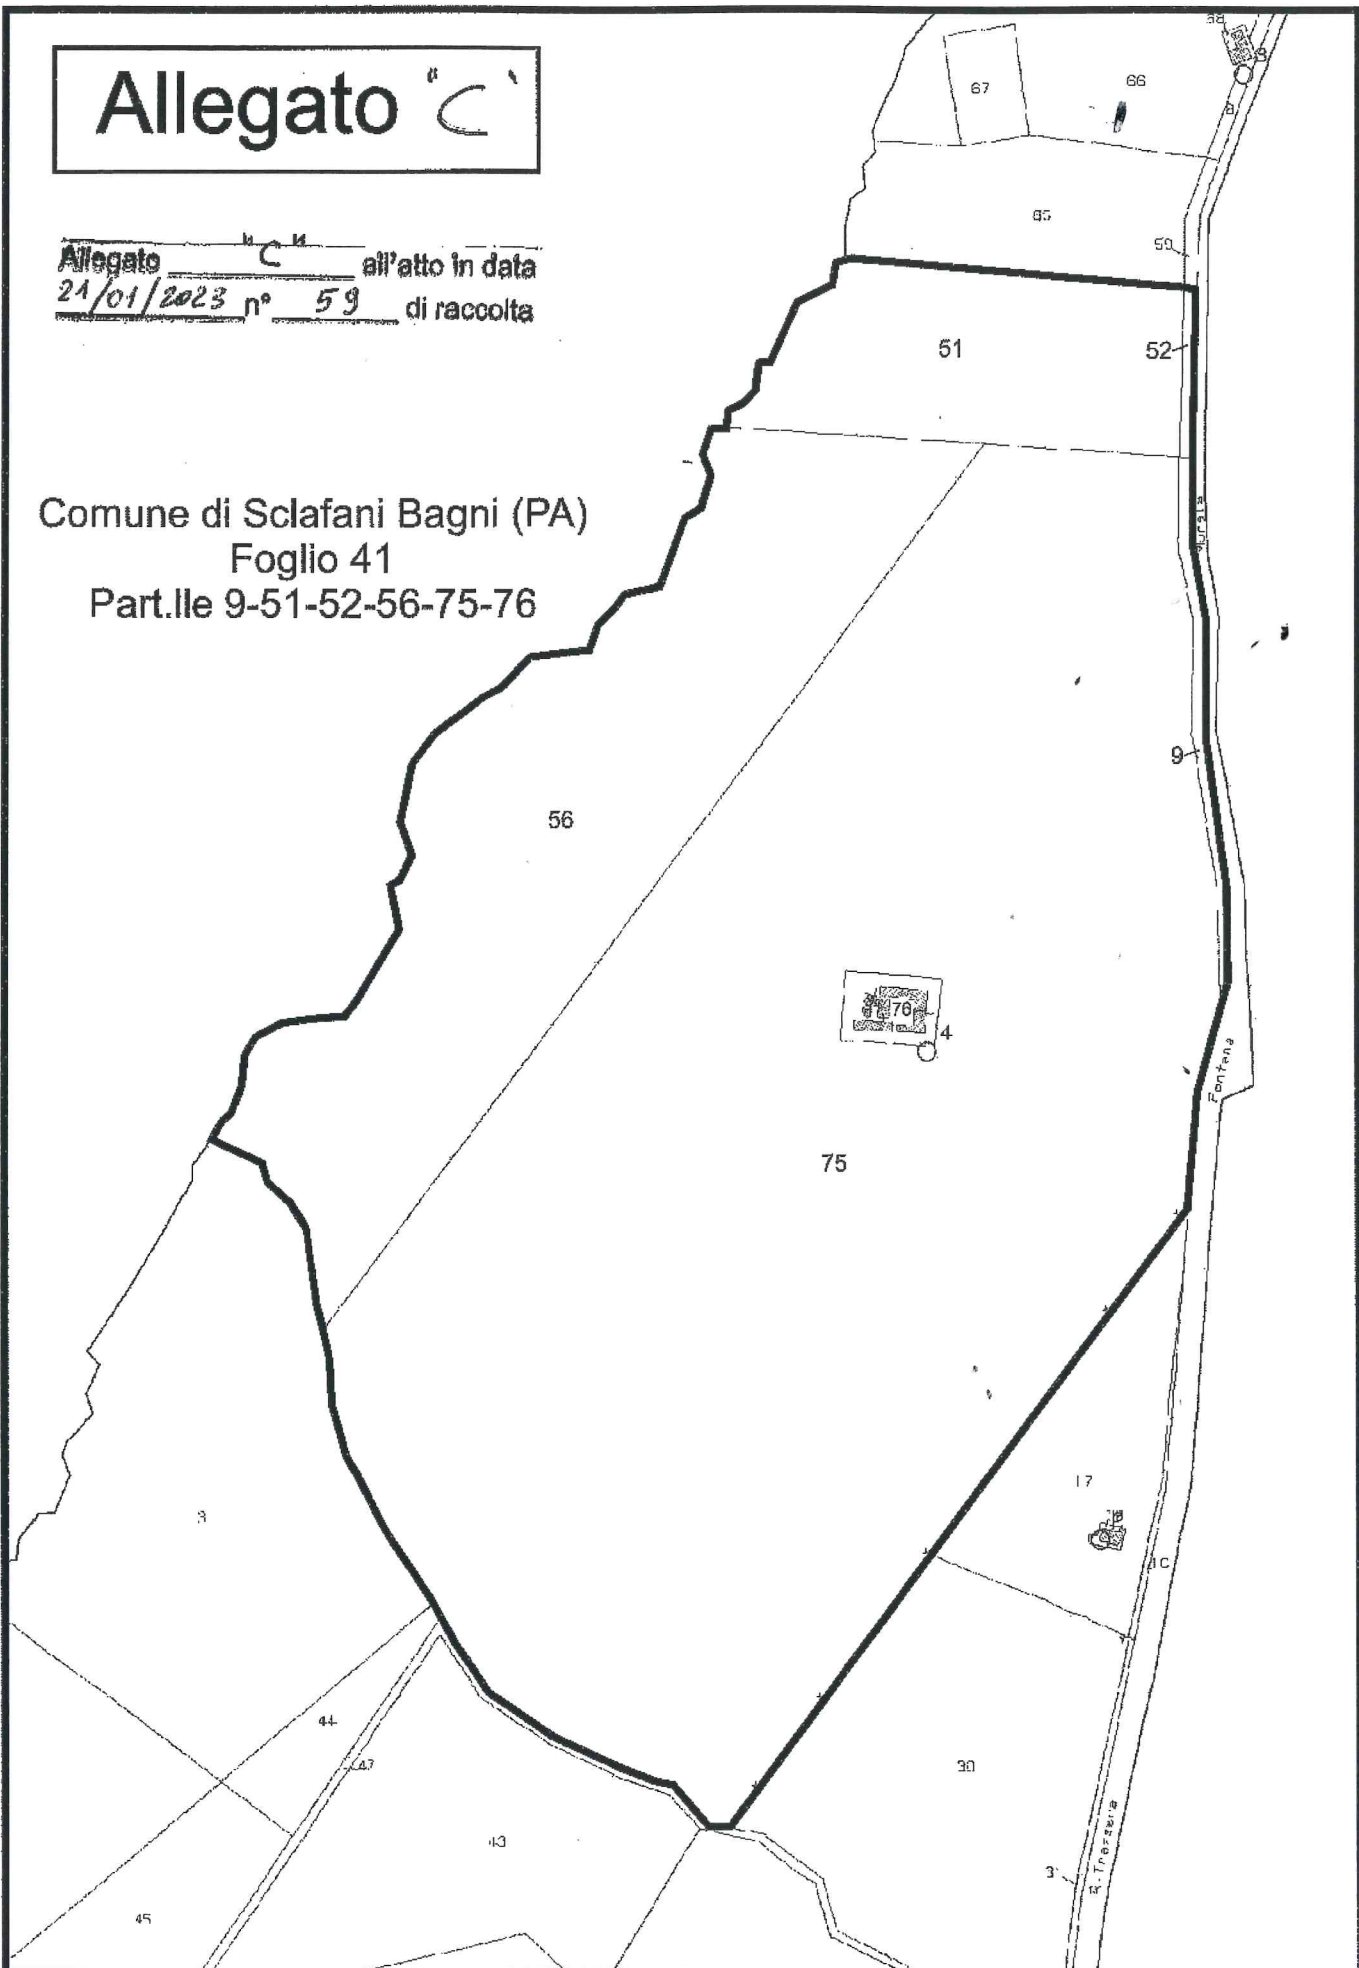 Allegato "C"
Allegato "C" all'atto in data
21/01/2023 n° 59 di raccolta
Comune di Sclafani Bagni (PA)
Foglio 41
Part.lle 9-51-52-56-75-76
67
66
65
59
51
52
9
56
76
4
75
Fontana
17
1C
44
43
30
45
R.Trazzera